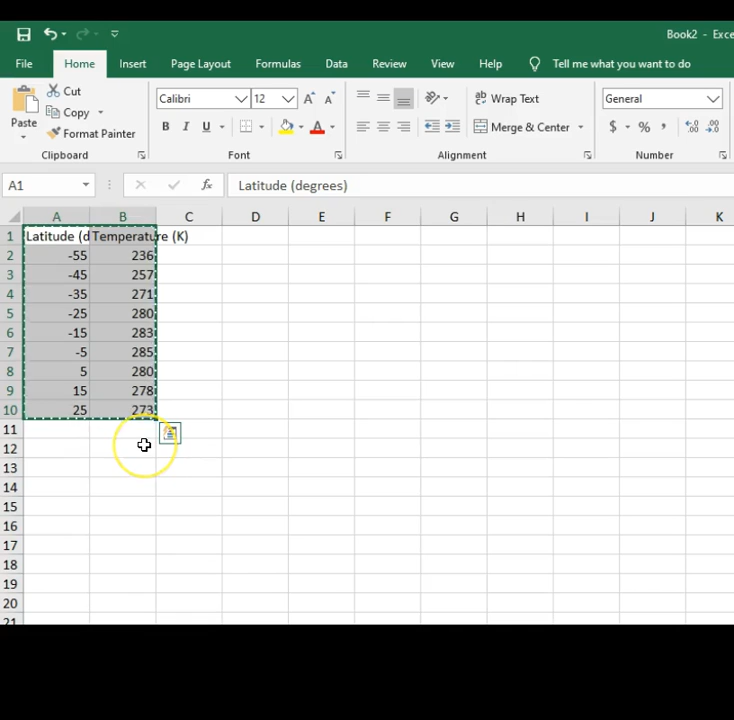 Book2 - Exce
File Home Insert Page Layout Formulas Data Review View Help Tell me what you want to do
Paste
Cut
Copy
Format Painter
Clipboard
Calibri 12
A A
B I U A
Font
ab Wrap Text
Merge & Center
Alignment
General
$ % ,
Number
A1 fx Latitude (degrees)
A B C D E F G H I J K
1 Latitude (d Temperature (K)
2 -55 236
3 -45 257
4 -35 271
5 -25 280
6 -15 283
7 -5 285
8 5 280
9 15 278
10 25 273
11
12
13
14
15
16
17
18
19
20
21